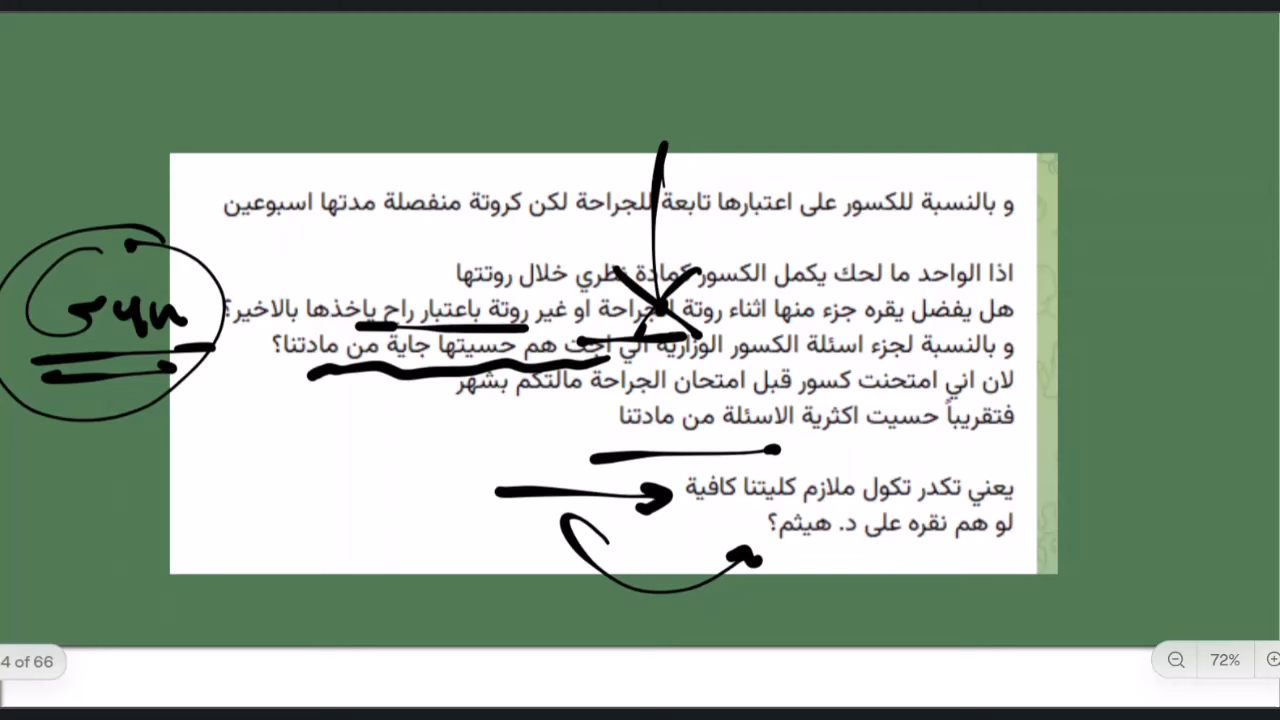 و بالنسبة للكسور على اعتبارها تابعة للجراحة لكن كروتة منفصلة مدتها اسبوعين
اذا الواحد ما لحك يكمل الكسور كمادة نظري خلال روتتها
هل يفضل يقره جزء منها اثناء روتة الجراحة او غير روتة باعتبار راح ياخذها بالاخير؟
و بالنسبة لجزء اسئلة الكسور الوزارية الي اجت هم حسيتها جاية من مادتنا؟
لان اني امتحنت كسور قبل امتحان الجراحة مالتكم بشهر
فتقريباً حسيت اكثرية الاسئلة من مادتنا
يعني تكدر تكول ملازم كليتنا كافية
لو هم نقره على د. هيثم؟
4 of 66
72%